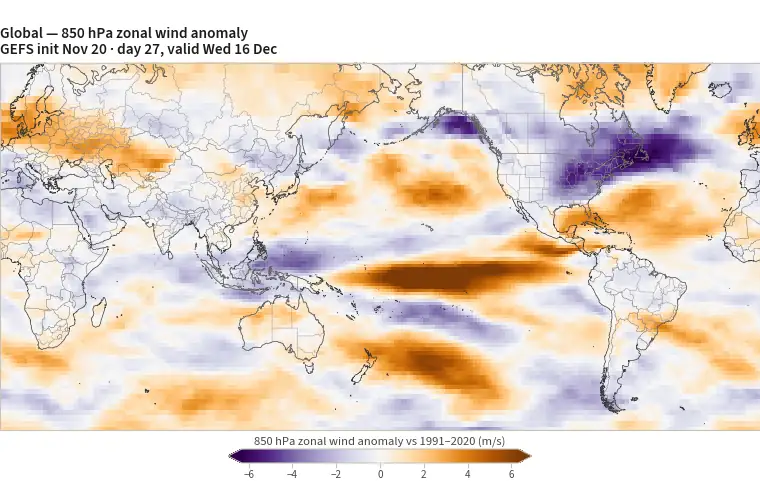 Global — 850 hPa zonal wind anomaly
GEFS init Nov 20 · day 27, valid Wed 16 Dec
850 hPa zonal wind anomaly vs 1991–2020 (m/s)
−6 −4 −2 0 2 4 6